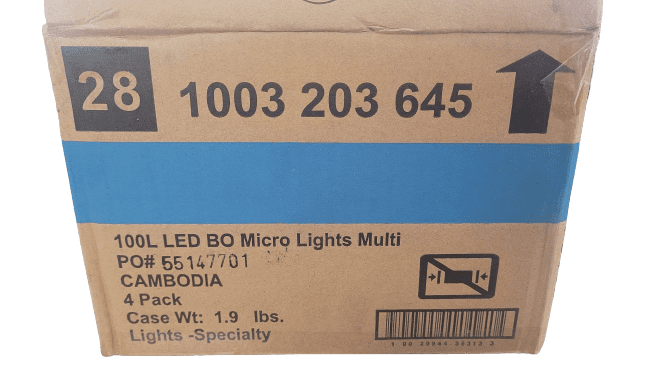 28
1003 203 645
100L LED BO Micro Lights Multi
PO# 55147701
CAMBODIA
4 Pack
Case Wt: 1.9 lbs.
Lights -Specialty